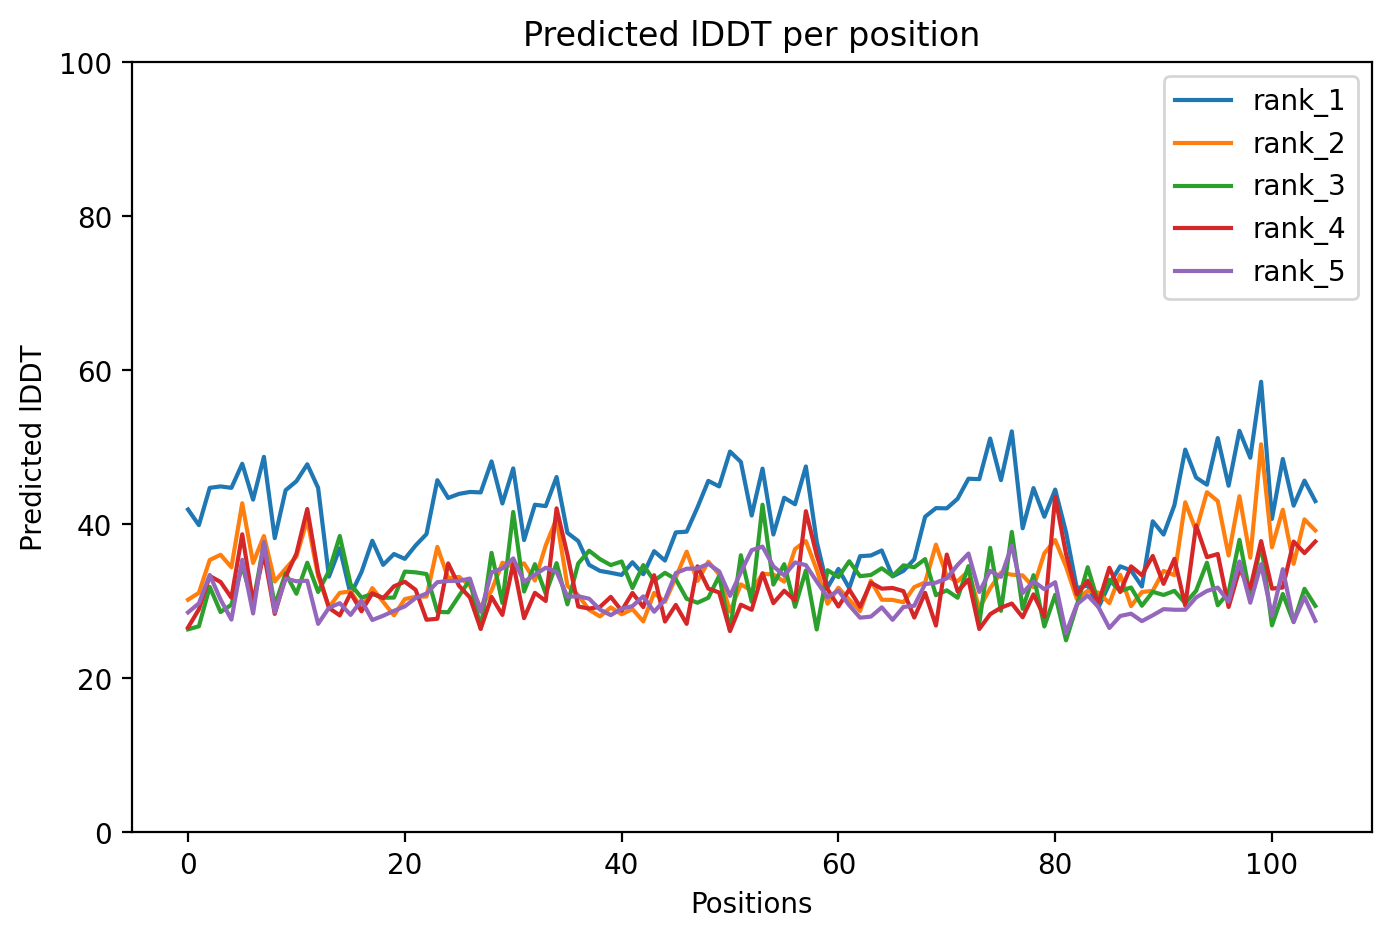 Predicted lDDT per position
100
80
60
40
20
0
Predicted lDDT
0 20 40 60 80 100
Positions
rank_1
rank_2
rank_3
rank_4
rank_5